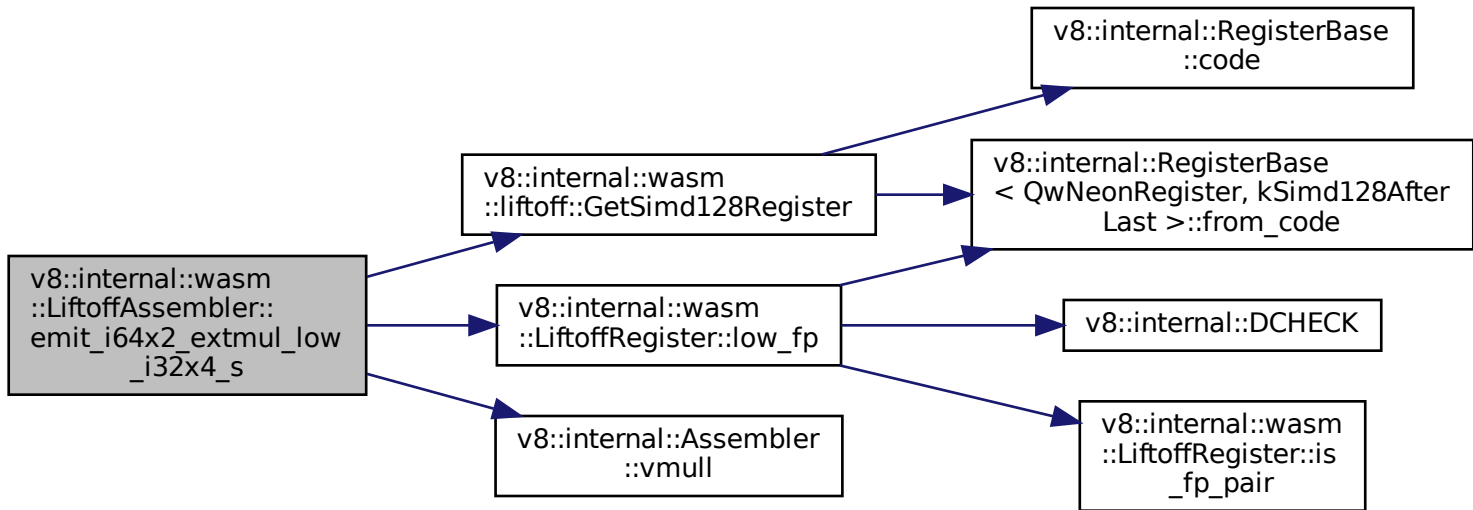 v8::internal::wasm
::LiftoffAssembler::
emit_i64x2_extmul_low
_i32x4_s
v8::internal::wasm
::liftoff::GetSimd128Register
v8::internal::RegisterBase
::code
v8::internal::RegisterBase
< QwNeonRegister, kSimd128After
Last >::from_code
v8::internal::wasm
::LiftoffRegister::low_fp
v8::internal::DCHECK
v8::internal::wasm
::LiftoffRegister::is
_fp_pair
v8::internal::Assembler
::vmull